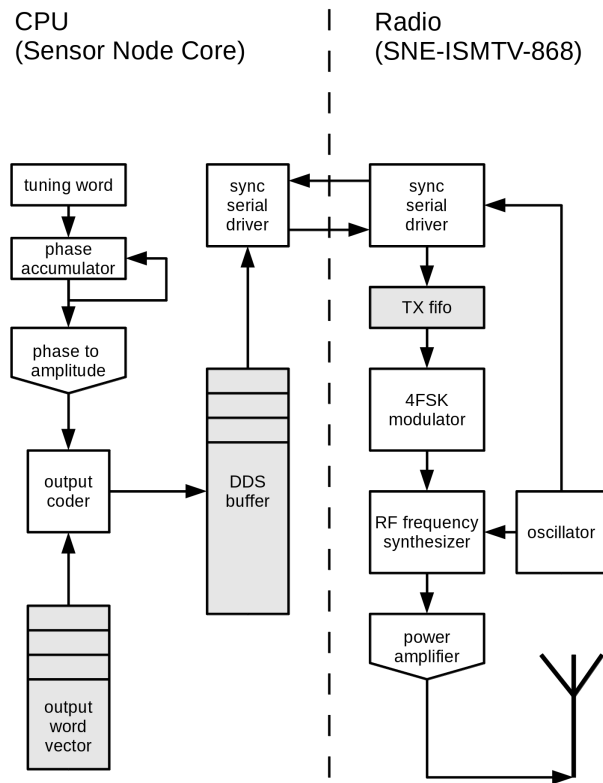 CPU
(Sensor Node Core)
Radio
(SNE-ISMTV-868)
tuning word
phase
accumulator
phase to
amplitude
output
coder
output
word
vector
sync
serial
driver
DDS
buffer
sync
serial
driver
TX fifo
4FSK
modulator
RF frequency
synthesizer
oscillator
power
amplifier